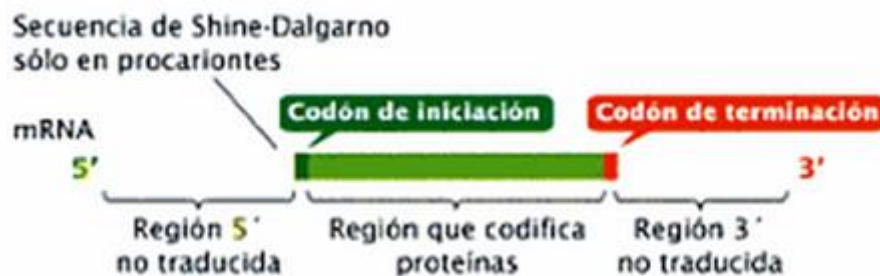 Secuencia de Shine-Dalgarno
sólo en procariontes
Codón de iniciación
Codón de terminación
mRNA
5’
3’
Región 5´
no traducida
Región que codifica
proteínas
Región 3´
no traducida